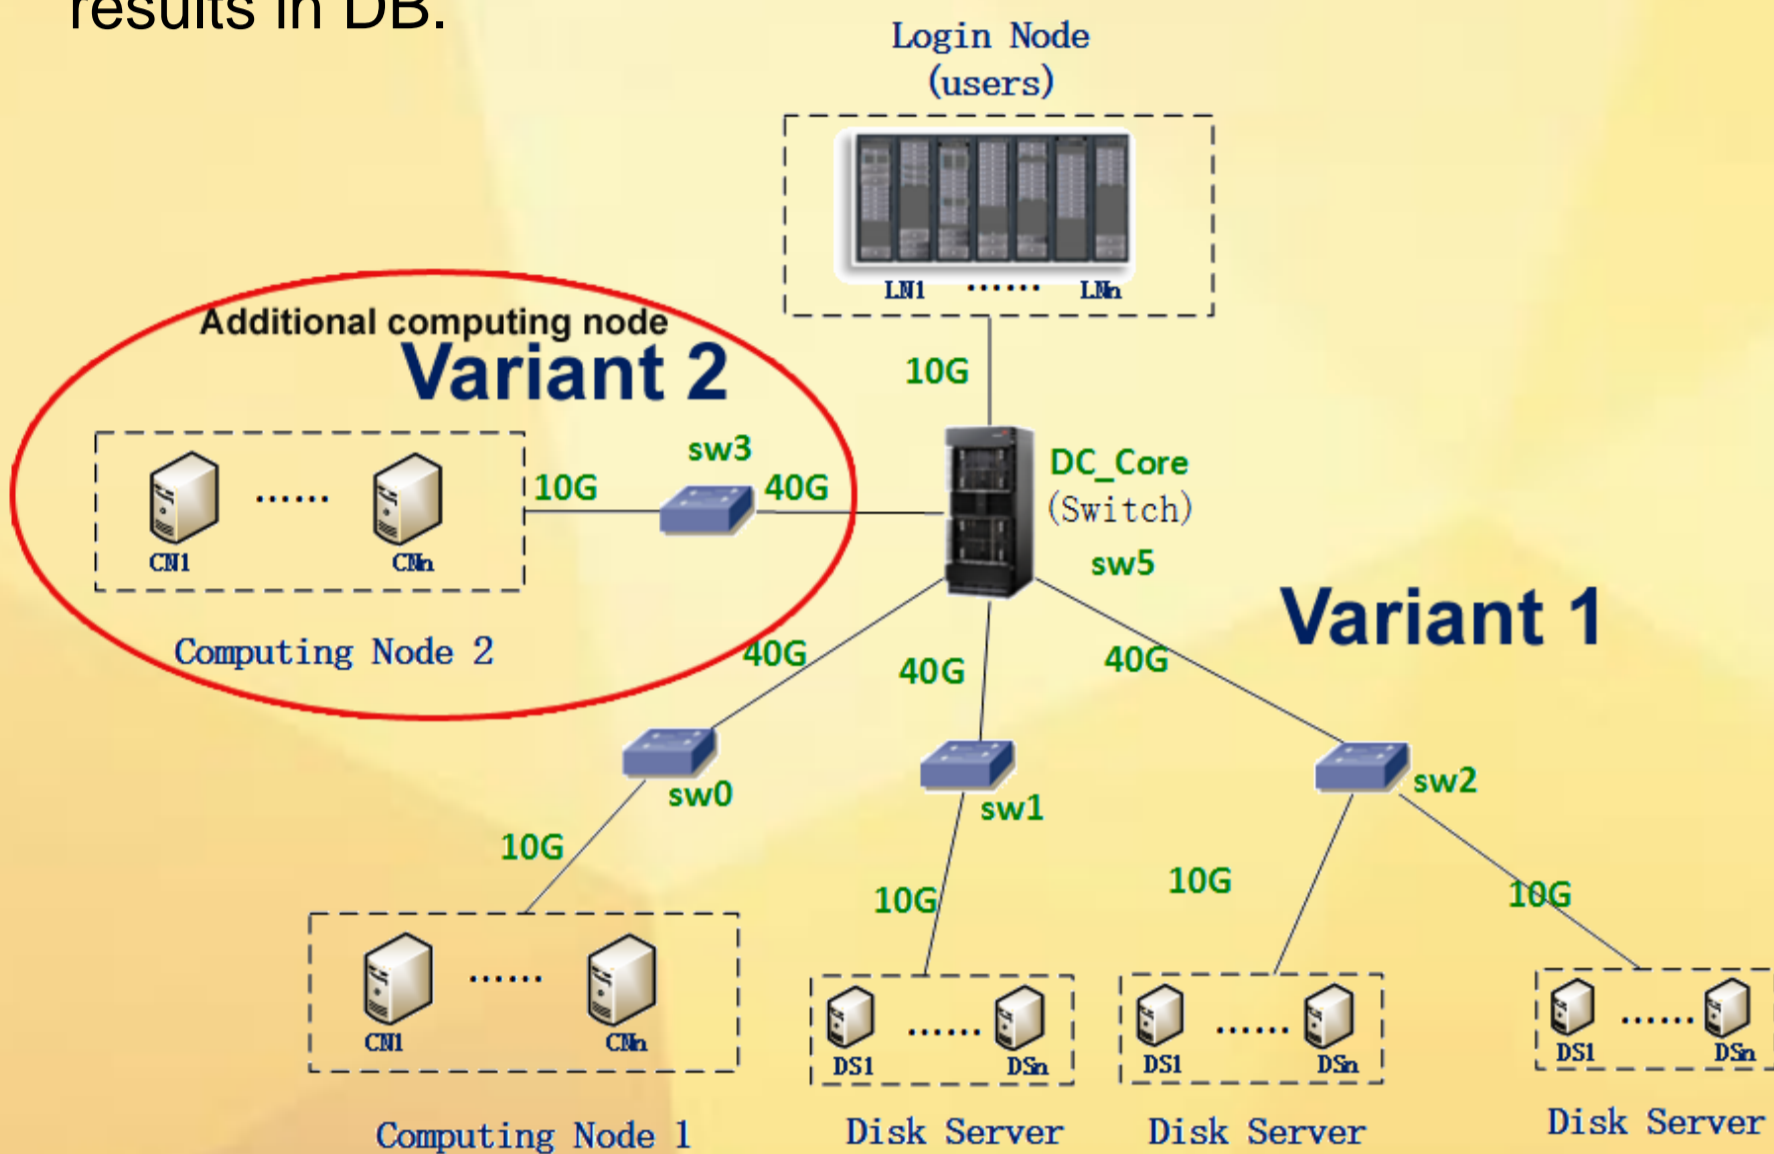 results in DB.
Login Node
(users)
LN1 ...... LNn
Additional computing node
Variant 2
10G
sw3
10G
40G
DC_Core
(Switch)
sw5
...... 
CN1
CNn
Computing Node 2
Variant 1
40G
40G
40G
sw0
sw1
sw2
10G
10G
10G
10G
......
CN1
CNn
Computing Node 1
......
DS1
DSn
Disk Server
......
DS1
DSn
Disk Server
......
DS1
DSn
Disk Server